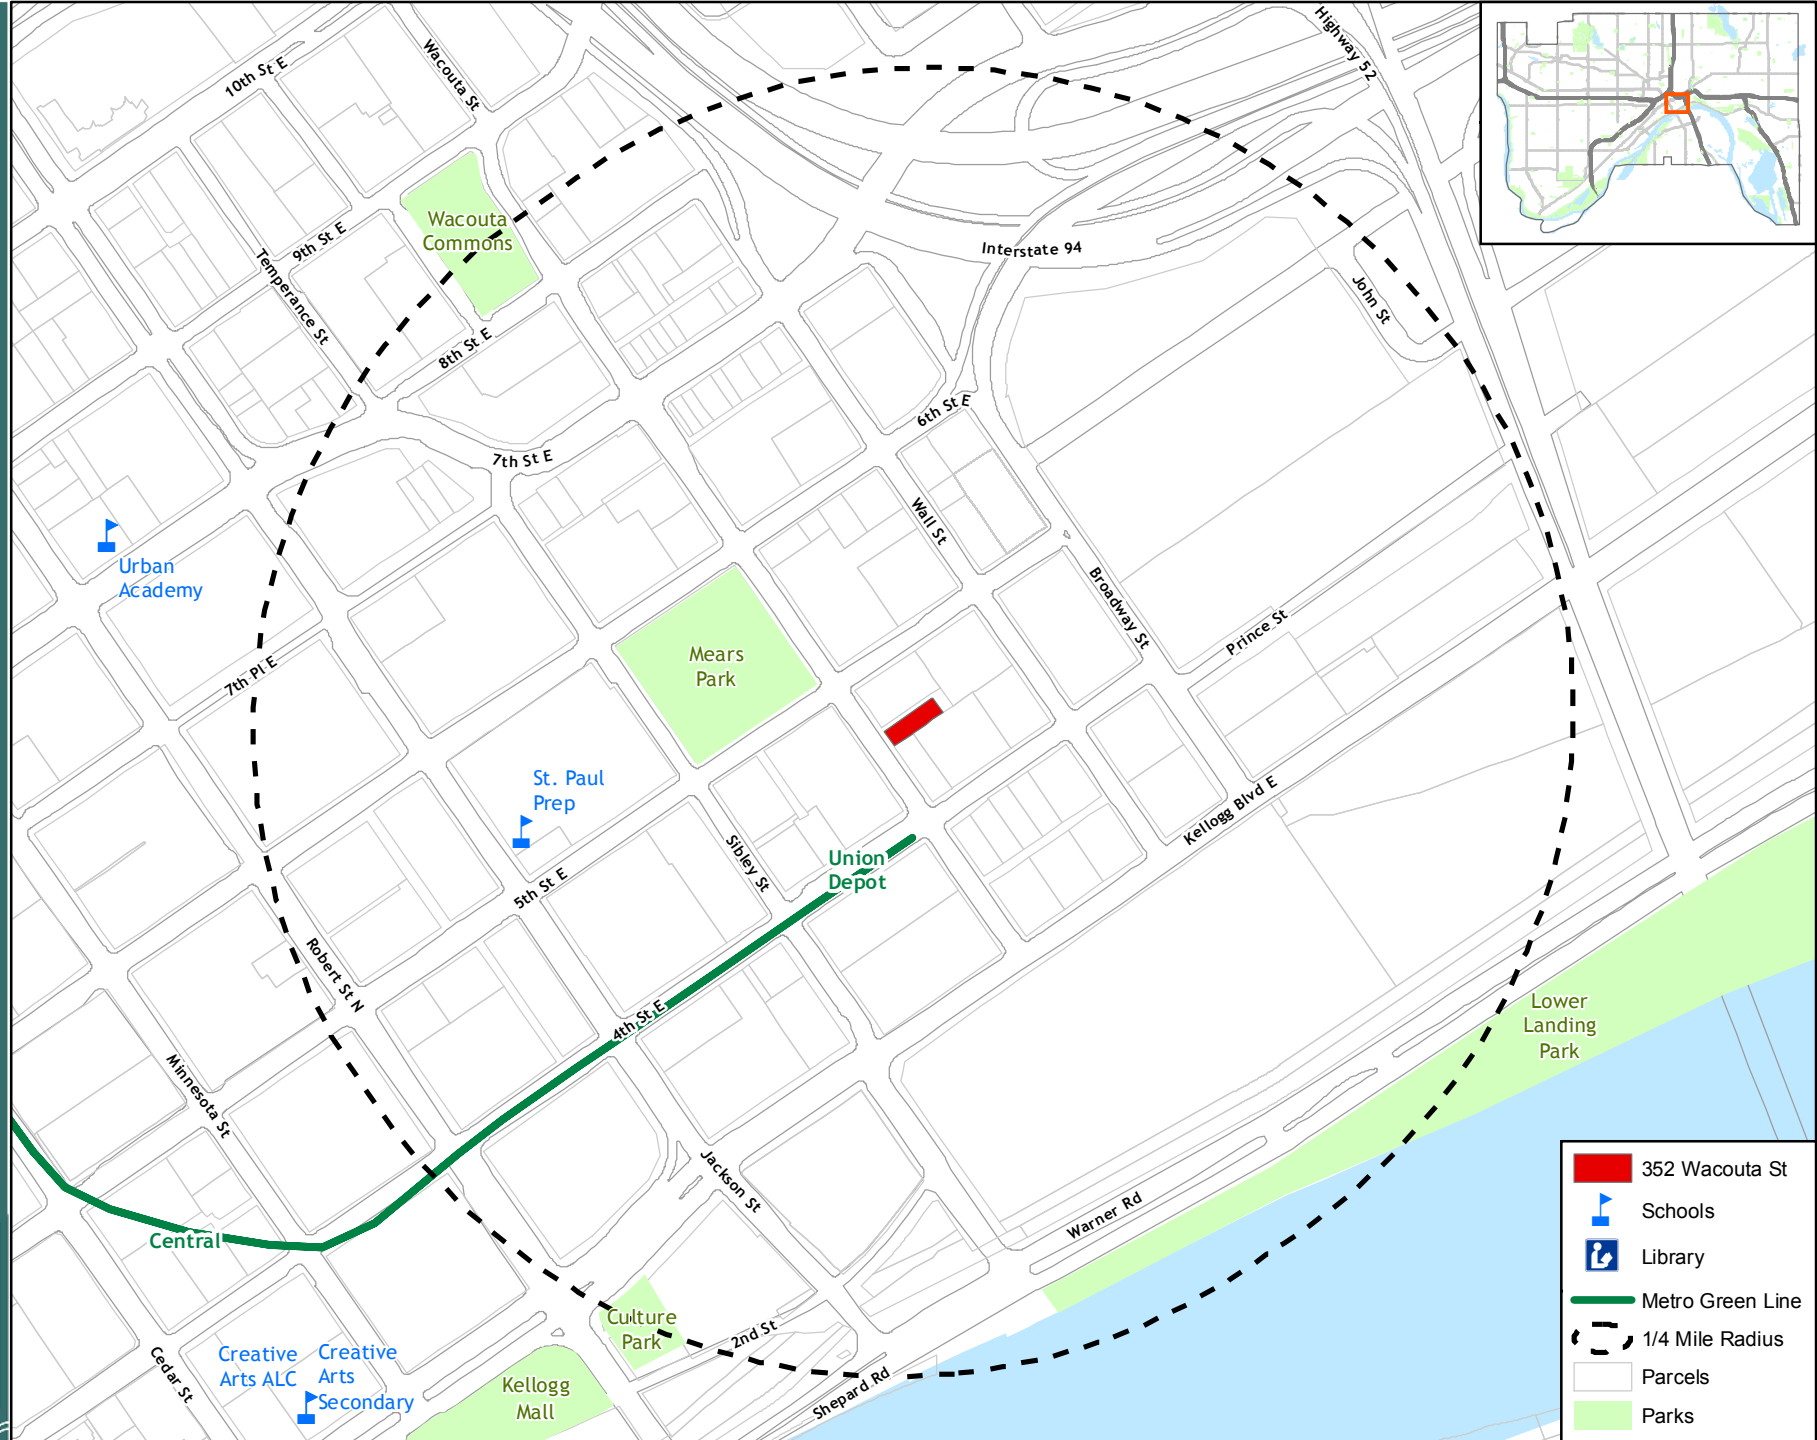 Highway 52
Wacouta St
10th St E
Wacouta
Commons
9th St E
Interstate 94
Temperance St
John St
8th St E
6th St E
7th St E
Wall St
Urban
Academy
Broadway St
Mears
Park
Prince St
7th Pl E
St. Paul
Prep
Kellogg Blvd E
Sibley St
Union
Depot
5th St E
Robert St N
4th St E
Lower
Landing
Park
Minnesota St
Jackson St
Warner Rd
Central
Culture
Park
2nd St
Cedar St
Creative
Arts ALC
Creative
Arts
Secondary
Kellogg
Mall
Shepard Rd
352 Wacouta St
Schools
Library
Metro Green Line
1/4 Mile Radius
Parcels
Parks